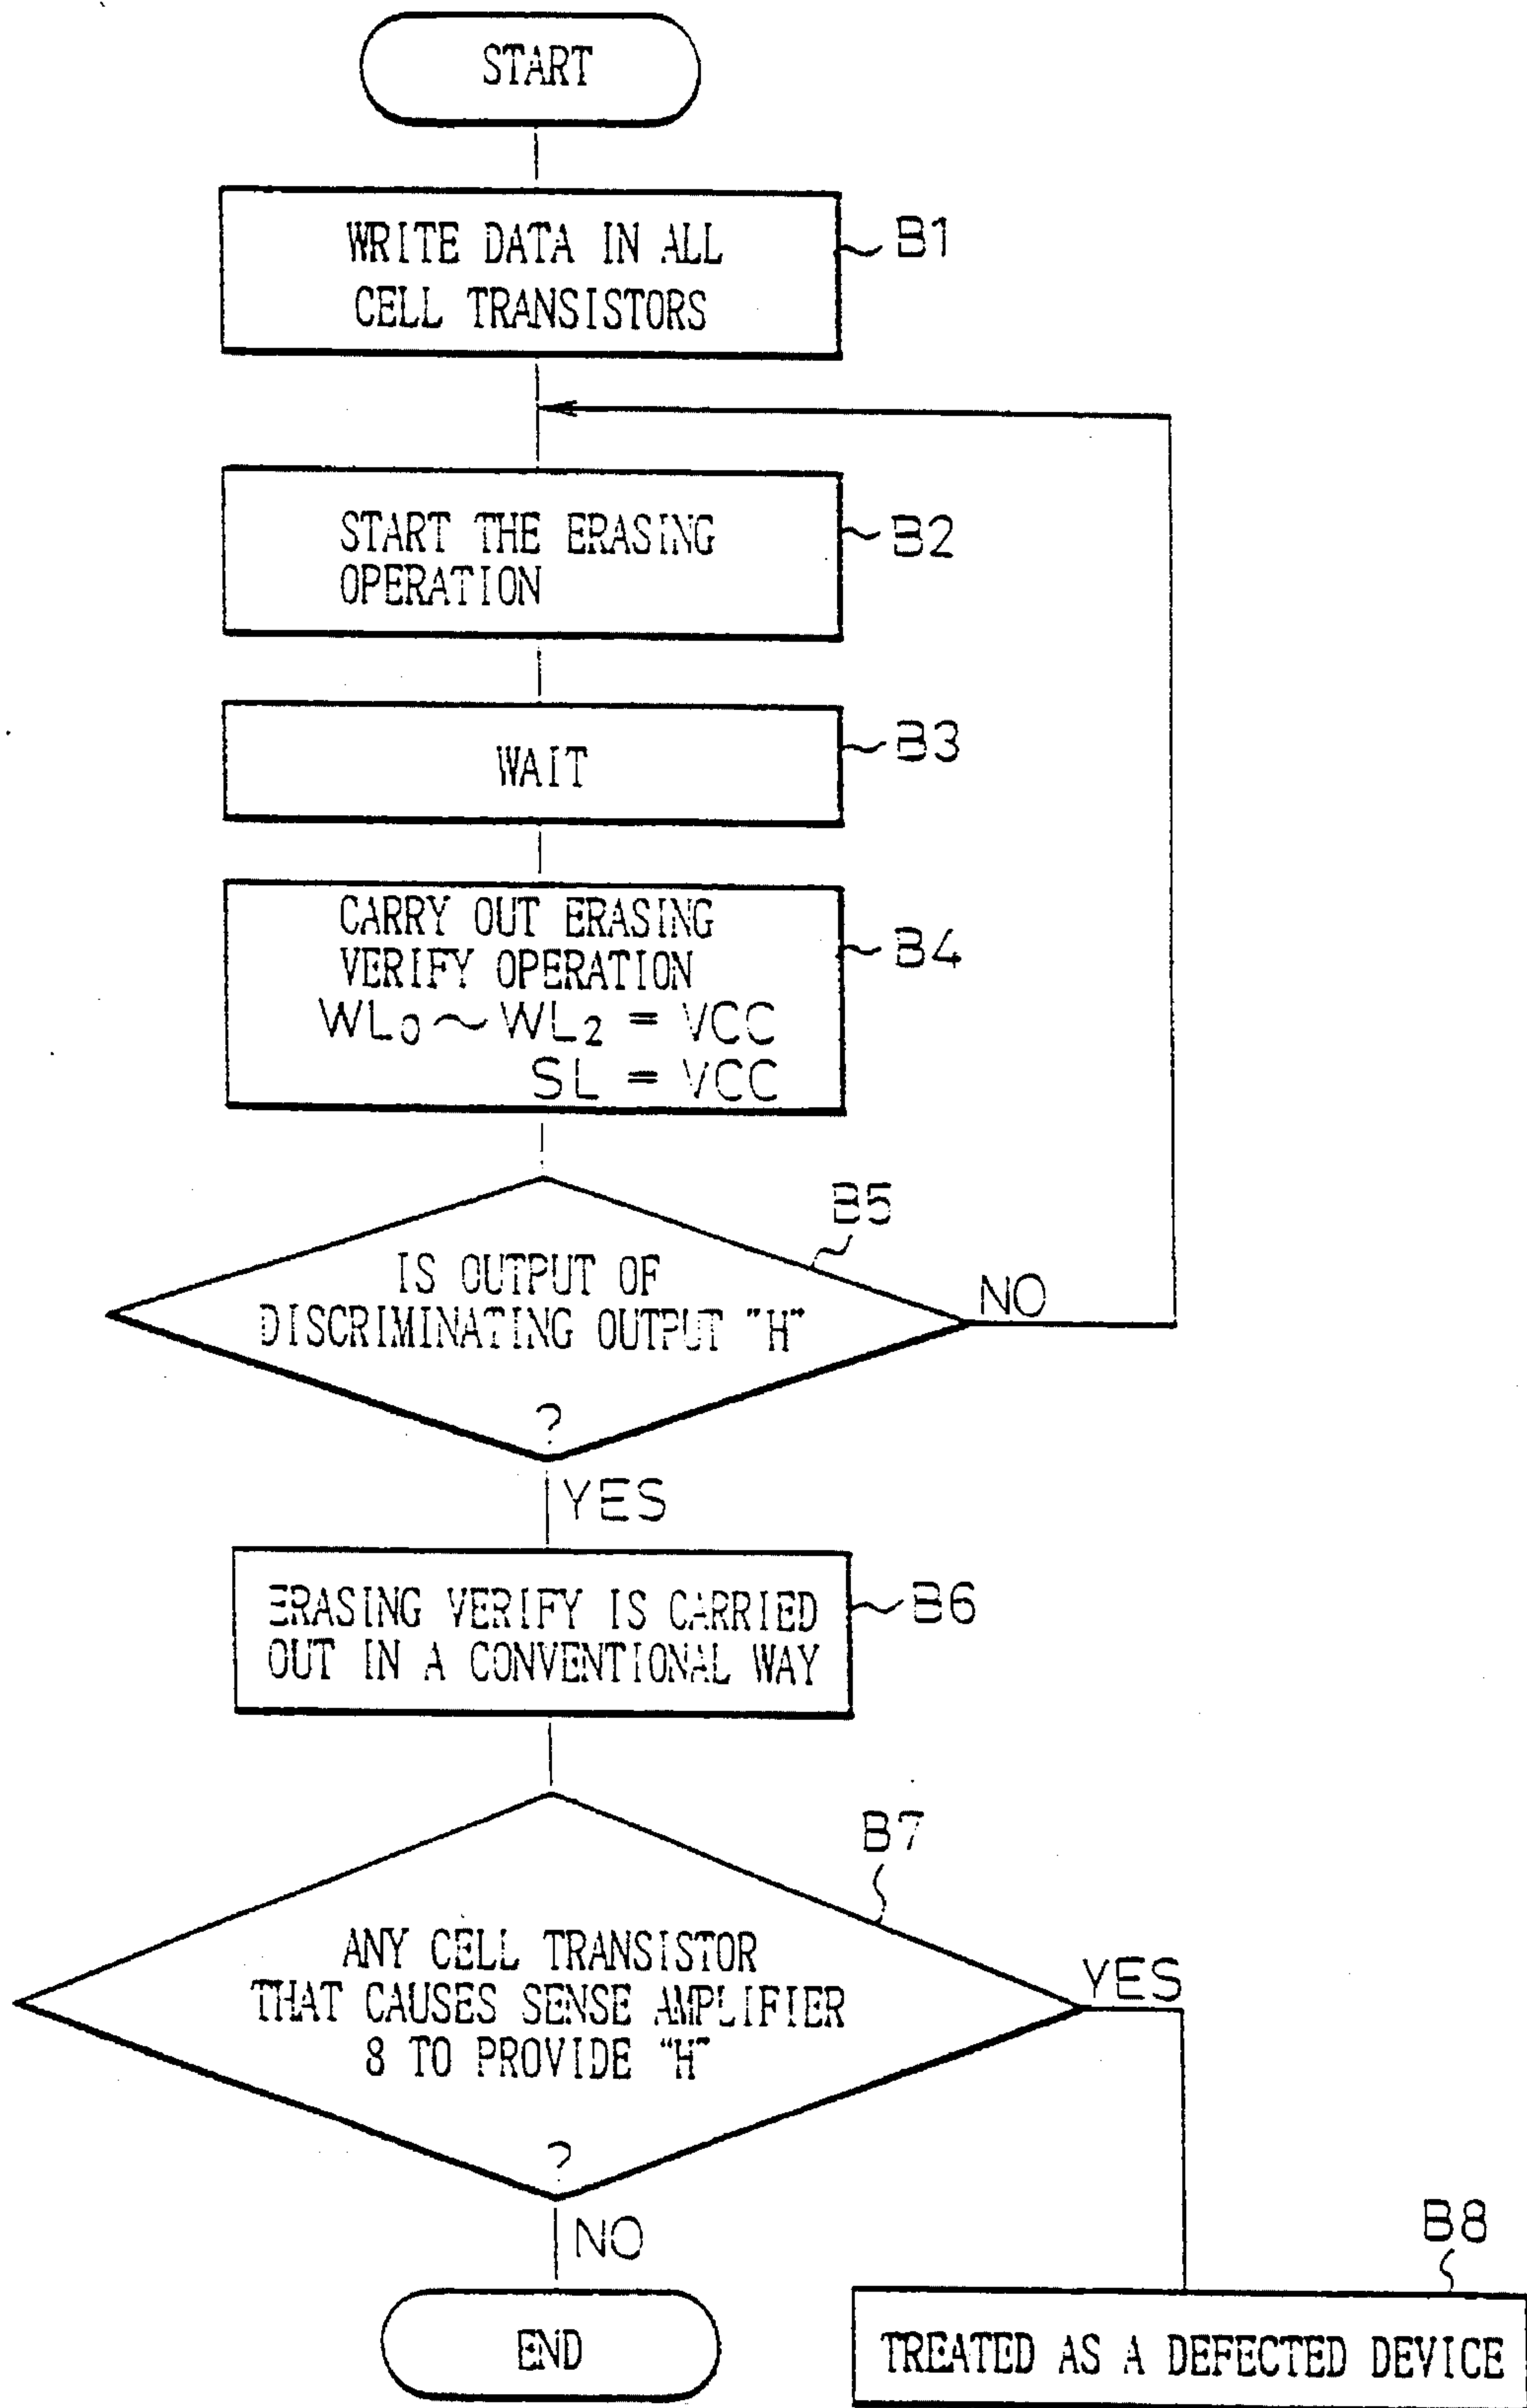 START
WRITE DATA IN ALL
CELL TRANSISTORS
B1
START THE ERASING
OPERATION
B2
WAIT
B3
CARRY OUT ERASING
VERIFY OPERATION
WL0～WL2 = VCC
SL = VCC
B4
B5
IS OUTPUT OF
DISCRIMINATING OUTPUT "H"
?
NO
YES
ERASING VERIFY IS CARRIED
OUT IN A CONVENTIONAL WAY
B6
B7
ANY CELL TRANSISTOR
THAT CAUSES SENSE AMPLIFIER
8 TO PROVIDE "H"
?
YES
NO
B8
END
TREATED AS A DEFECTED DEVICE